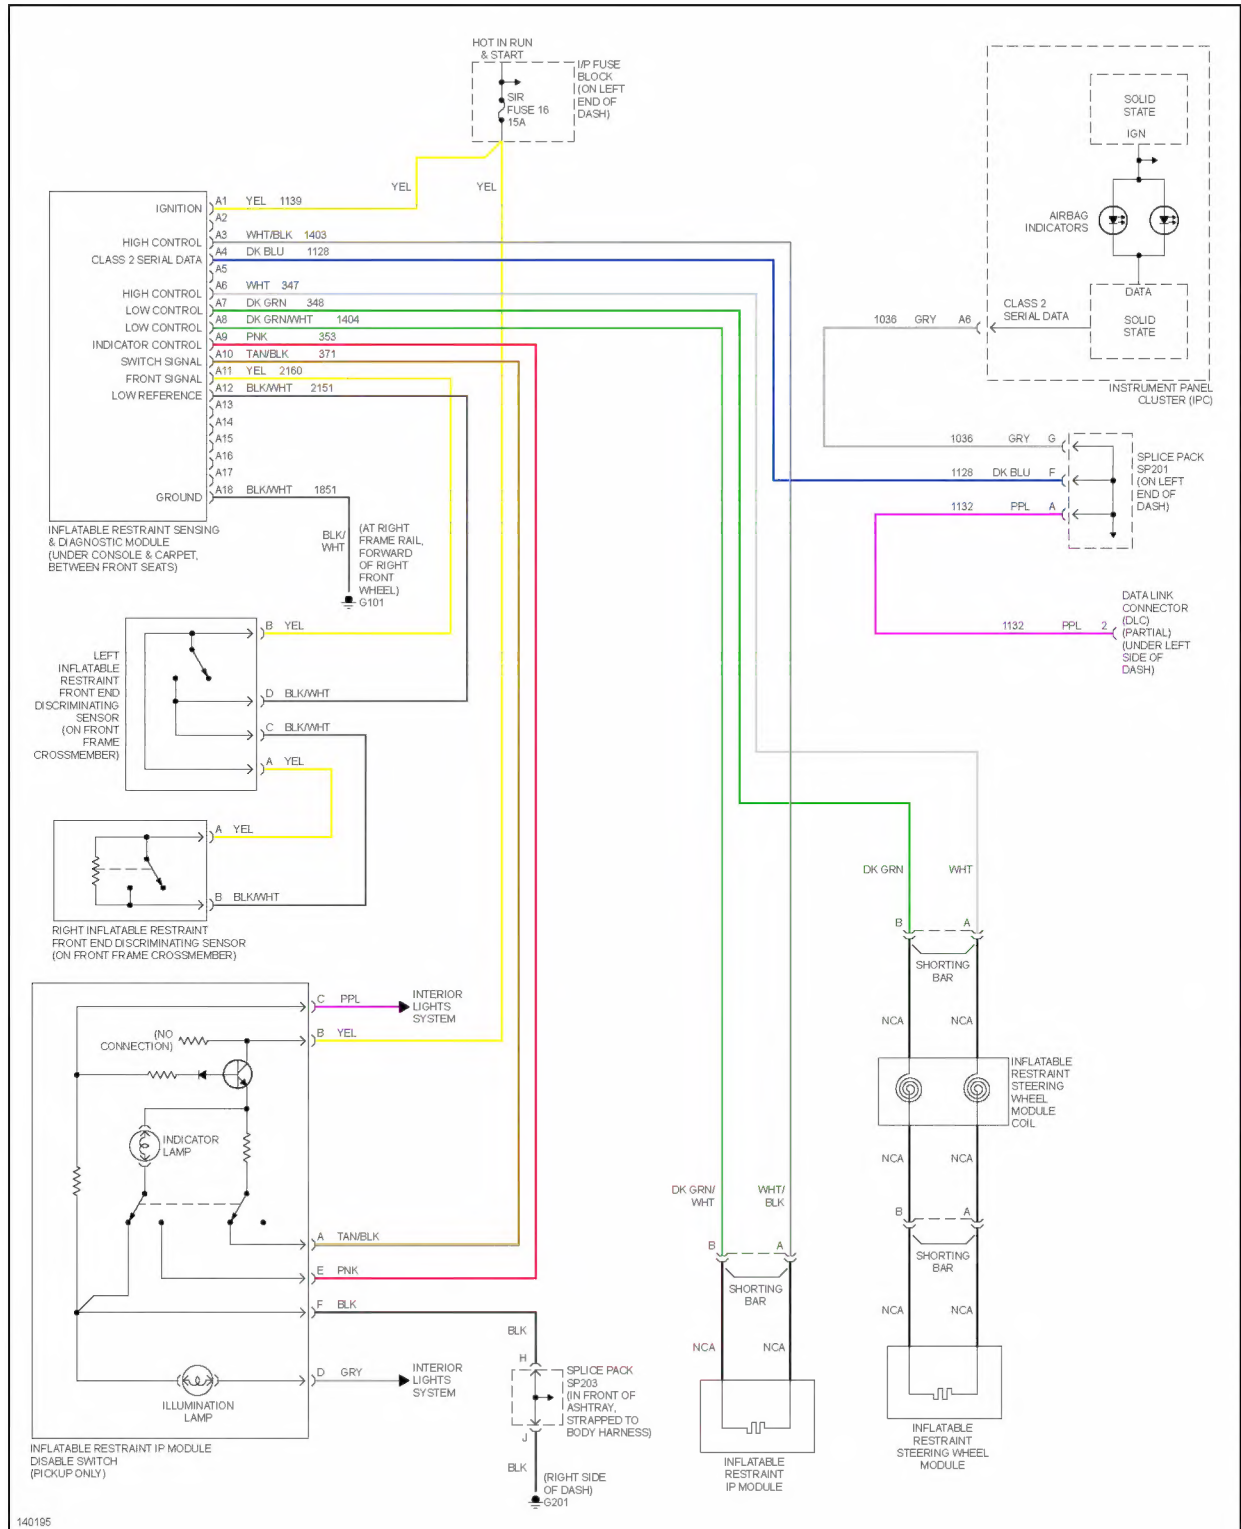 HOT IN RUN
& START
I/P FUSE
BLOCK
(ON LEFT
END OF
DASH)
SIR
FUSE 16
15A
YEL
YEL
SOLID
STATE
IGN
AIRBAG
INDICATORS
DATA
SOLID
STATE
CLASS 2
SERIAL DATA
1036 GRY A6
INSTRUMENT PANEL
CLUSTER (IPC)
IGNITION A1 YEL 1139
A2
HIGH CONTROL A3 WHT/BLK 1403
CLASS 2 SERIAL DATA A4 DK BLU 1128
A5
HIGH CONTROL A6 WHT 347
LOW CONTROL A7 DK GRN 348
LOW CONTROL A8 DK GRN/WHT 1404
INDICATOR CONTROL A9 PNK 353
SWITCH SIGNAL A10 TAN/BLK 371
FRONT SIGNAL A11 YEL 2160
LOW REFERENCE A12 BLK/WHT 2151
A13
A14
A15
A16
A17
GROUND A18 BLK/WHT 1851
INFLATABLE RESTRAINT SENSING
& DIAGNOSTIC MODULE
(UNDER CONSOLE & CARPET,
BETWEEN FRONT SEATS)
BLK/
WHT
(AT RIGHT
FRAME RAIL,
FORWARD
OF RIGHT
FRONT
WHEEL)
G101
1036 GRY G
1128 DK BLU F
1132 PPL A
SPLICE PACK
SP201
(ON LEFT
END OF
DASH)
1132 PPL 2
DATA LINK
CONNECTOR
(DLC)
(PARTIAL)
(UNDER LEFT
SIDE OF
DASH)
LEFT
INFLATABLE
RESTRAINT
FRONT END
DISCRIMINATING
SENSOR
(ON FRONT
FRAME
CROSSMEMBER)
B YEL
D BLK/WHT
C BLK/WHT
A YEL
A YEL
B BLK/WHT
RIGHT INFLATABLE RESTRAINT
FRONT END DISCRIMINATING SENSOR
(ON FRONT FRAME CROSSMEMBER)
C PPL
INTERIOR
LIGHTS
SYSTEM
(NO
CONNECTION)
B YEL
INDICATOR
LAMP
A TAN/BLK
E PNK
F BLK
D GRY
INTERIOR
LIGHTS
SYSTEM
ILLUMINATION
LAMP
INFLATABLE RESTRAINT IP MODULE
DISABLE SWITCH
(PICKUP ONLY)
BLK
H
SPLICE PACK
SP203
(IN FRONT OF
ASHTRAY,
STRAPPED TO
BODY HARNESS)
J
BLK
(RIGHT SIDE
OF DASH)
G201
DK GRN/
WHT
WHT/
BLK
B A
SHORTING
BAR
NCA NCA
INFLATABLE
RESTRAINT
IP MODULE
DK GRN WHT
B A
SHORTING
BAR
NCA NCA
INFLATABLE
RESTRAINT
STEERING
WHEEL
MODULE
COIL
NCA NCA
B A
SHORTING
BAR
NCA NCA
INFLATABLE
RESTRAINT
STEERING WHEEL
MODULE
140195